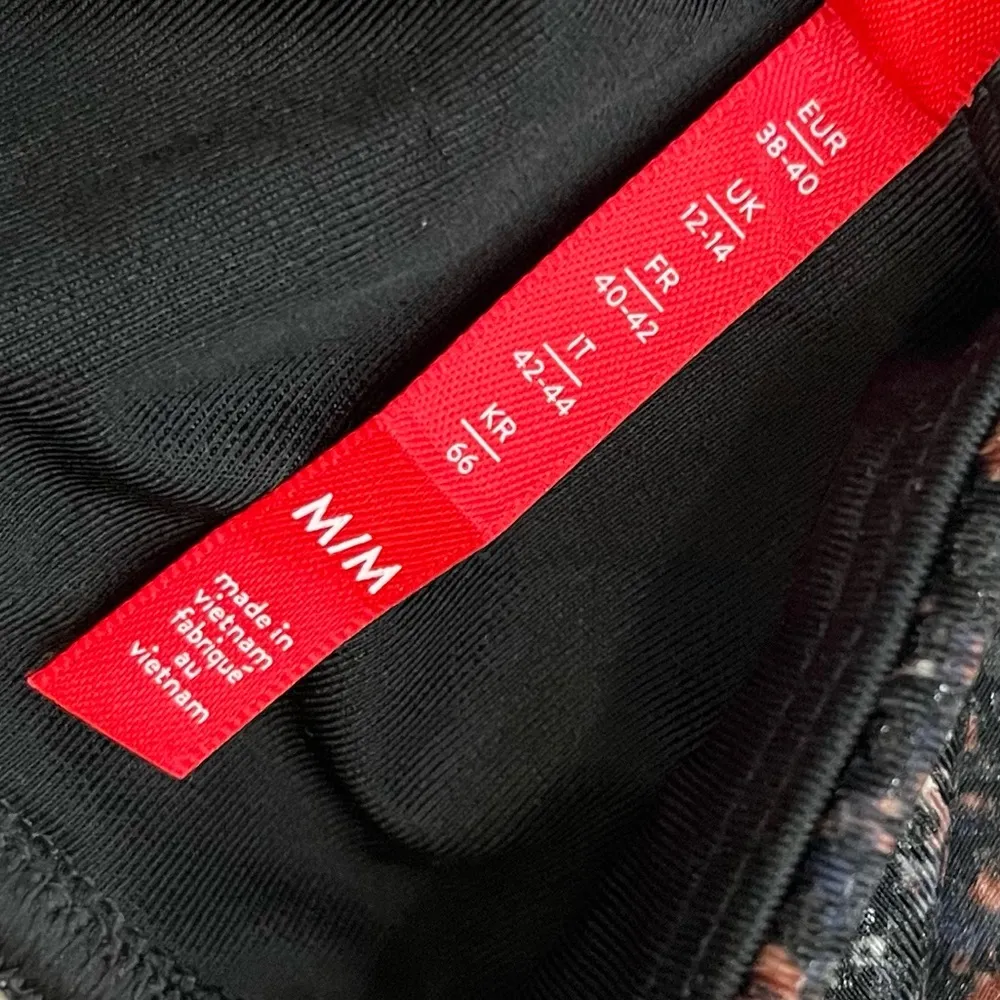 EUR
38-40
UK
12-14
FR
40-42
IT
42-44
KR
66
M/M
made in
vietnam
fabriqué
au
vietnam